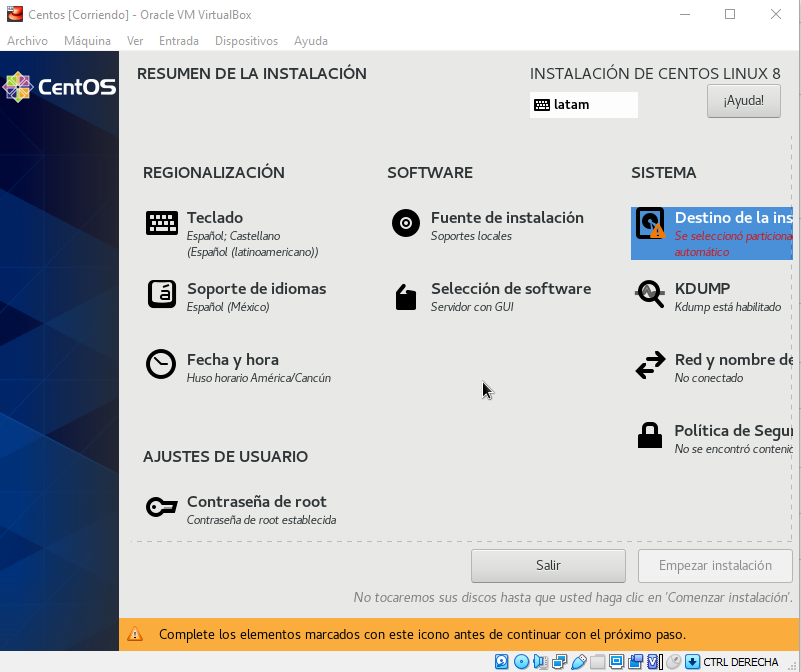 Centos [Corriendo] - Oracle VM VirtualBox
Archivo Máquina Ver Entrada Dispositivos Ayuda
CentOS
RESUMEN DE LA INSTALACIÓN
INSTALACIÓN DE CENTOS LINUX 8
latam
¡Ayuda!
REGIONALIZACIÓN
Teclado
Español; Castellano
(Español (latinoamericano))
Soporte de idiomas
Español (México)
Fecha y hora
Huso horario América/Cancún
SOFTWARE
Fuente de instalación
Soportes locales
Selección de software
Servidor con GUI
SISTEMA
Destino de la ins
Se seleccionó particiona
automático
KDUMP
Kdump está habilitado
Red y nombre de
No conectado
Política de Segur
No se encontró contenid
AJUSTES DE USUARIO
Contraseña de root
Contraseña de root establecida
Salir
Empezar instalación
No tocaremos sus discos hasta que usted haga clic en 'Comenzar instalación'.
Complete los elementos marcados con este icono antes de continuar con el próximo paso.
CTRL DERECHA